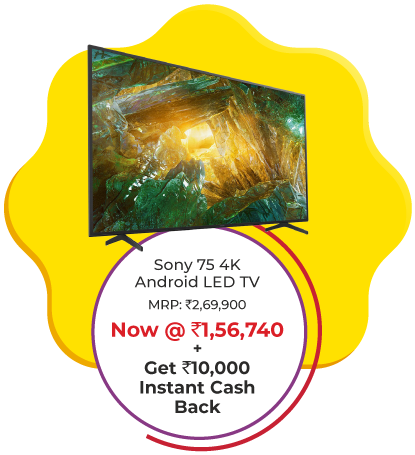 Sony 75 4K
Android LED TV
MRP: ₹2,69,900
Now @ ₹1,56,740
+
Get ₹10,000
Instant Cash
Back